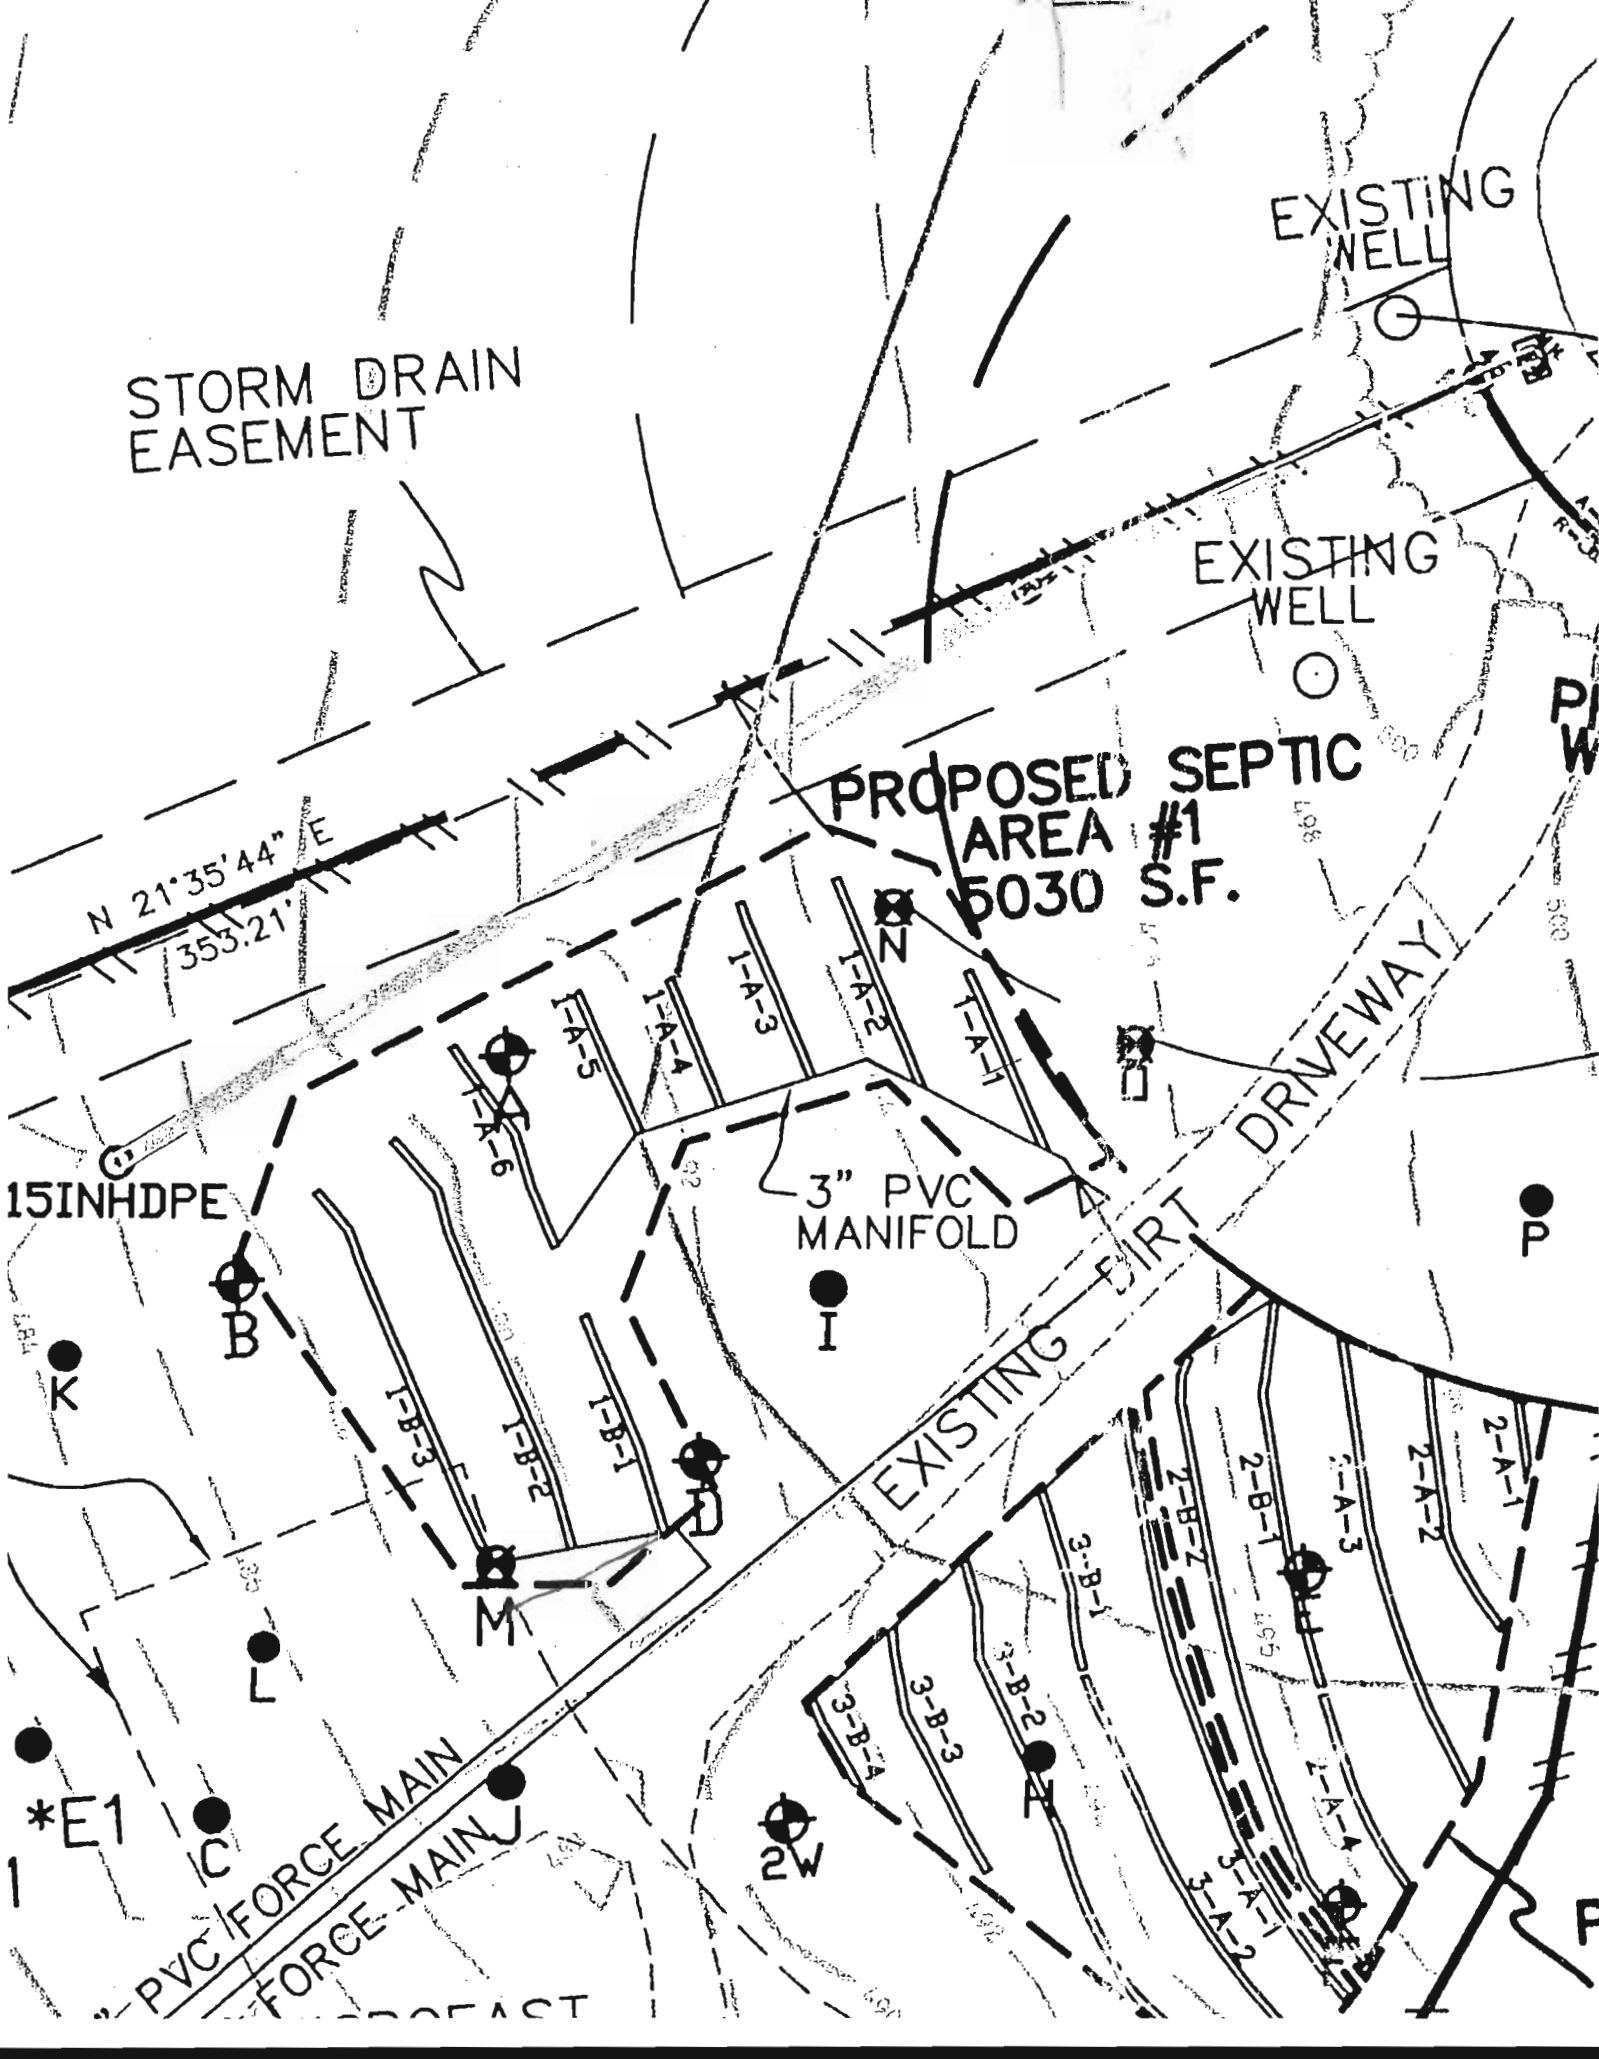 EXISTING
WELL
STORM DRAIN
EASEMENT
EXISTING
WELL
PROPOSED SEPTIC
AREA #1
5030 S.F.
N 21°35'44" E
353.21'
N
1-A-1
1-A-2
1-A-3
1-A-4
1-A-5
1-A-6
A
498
500
500
15INHDPE
3" PVC
MANIFOLD
EXISTING DIRT DRIVEWAY
P
B
I
K
1-B-3
1-B-2
1-B-1
D
M
L
2-A-1
2-A-2
2-A-3
2-B-1
2-B-2
3-B-1
3-B-2
3-B-3
3-B-4
H
2-A-4
3-A-1
3-A-2
*E1
C
J
2W
" PVC FORCE MAIN
FORCE MAIN